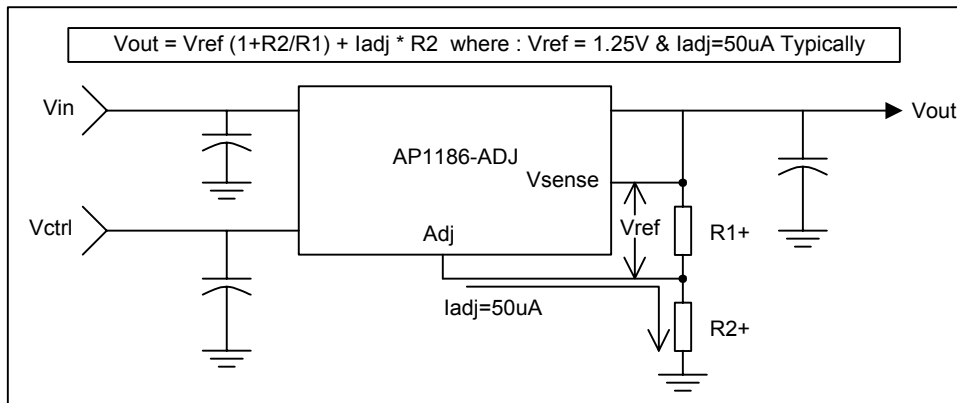 Vout = Vref (1+R2/R1) + Iadj * R2 where : Vref = 1.25V & Iadj=50uA Typically
Vin
Vout
AP1186-ADJ
Vsense
Vctrl
Adj
Vref
R1+
Iadj=50uA
R2+